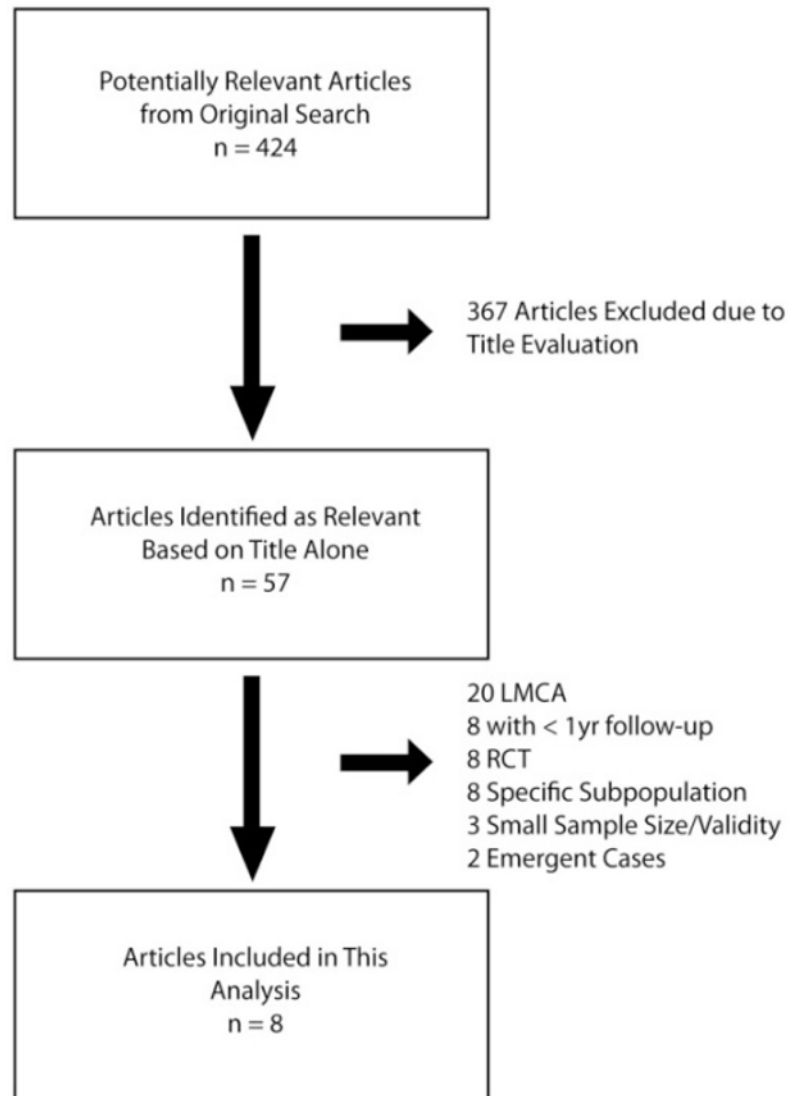 Potentially Relevant Articles
from Original Search
n = 424
367 Articles Excluded due to
Title Evaluation
Articles Identified as Relevant
Based on Title Alone
n = 57
20 LMCA
8 with < 1yr follow-up
8 RCT
8 Specific Subpopulation
3 Small Sample Size/Validity
2 Emergent Cases
Articles Included in This
Analysis
n = 8